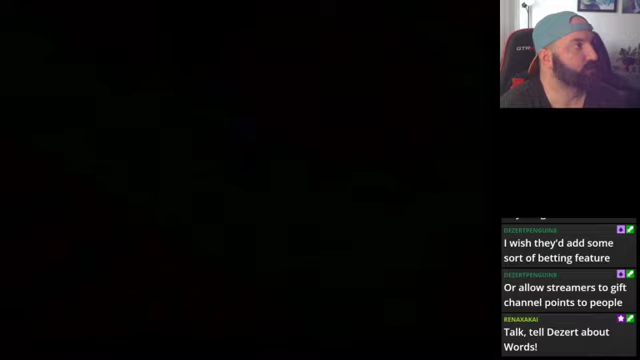 DEZERTPENGUIN8
I wish they'd add some
sort of betting feature
DEZERTPENGUIN8
Or allow streamers to gift
channel points to people
RENAXAKAI
Talk, tell Dezert about
Words!